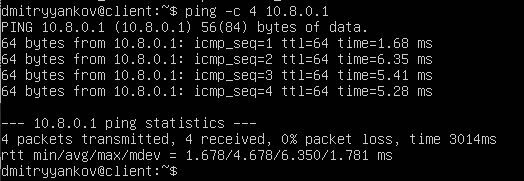 dmitryyankov@client:~$ ping -c 4 10.8.0.1
PING 10.8.0.1 (10.8.0.1) 56(84) bytes of data.
64 bytes from 10.8.0.1: icmp_seq=1 ttl=64 time=1.68 ms
64 bytes from 10.8.0.1: icmp_seq=2 ttl=64 time=6.35 ms
64 bytes from 10.8.0.1: icmp_seq=3 ttl=64 time=5.41 ms
64 bytes from 10.8.0.1: icmp_seq=4 ttl=64 time=5.28 ms

--- 10.8.0.1 ping statistics ---
4 packets transmitted, 4 received, 0% packet loss, time 3014ms
rtt min/avg/max/mdev = 1.678/4.678/6.350/1.781 ms
dmitryyankov@client:~$